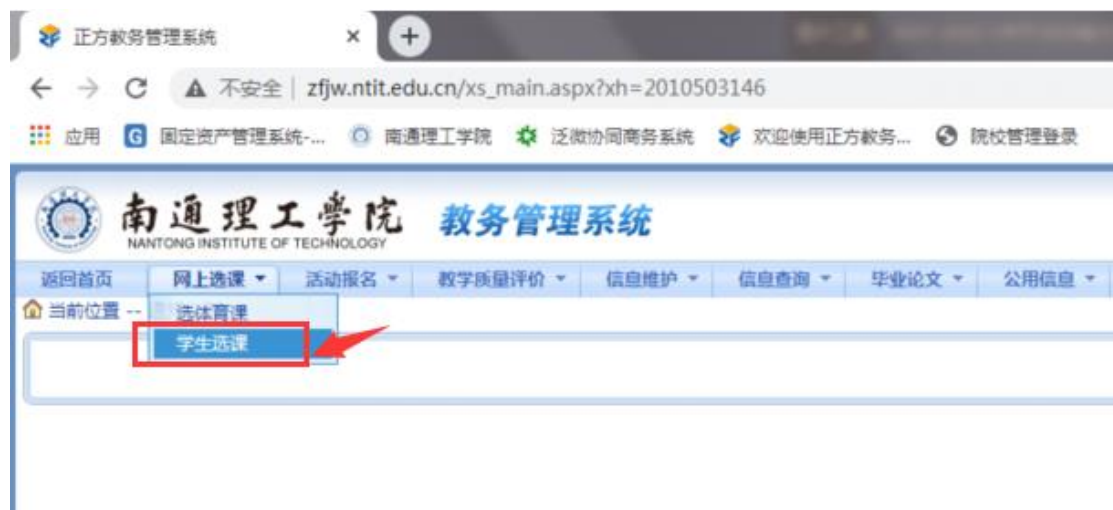 正方教务管理系统
不安全 | zfjw.ntit.edu.cn/xs_main.aspx?xh=2010503146
应用 固定资产管理系统-... 南通理工学院 泛微协同商务系统 欢迎使用正方教务... 院校管理登录
南通理工學院 教务管理系统
NANTONG INSTITUTE OF TECHNOLOGY
返回首页 网上选课 活动报名 教学质量评价 信息维护 信息查询 毕业论文 公用信息
当前位置 --
选体育课
学生选课